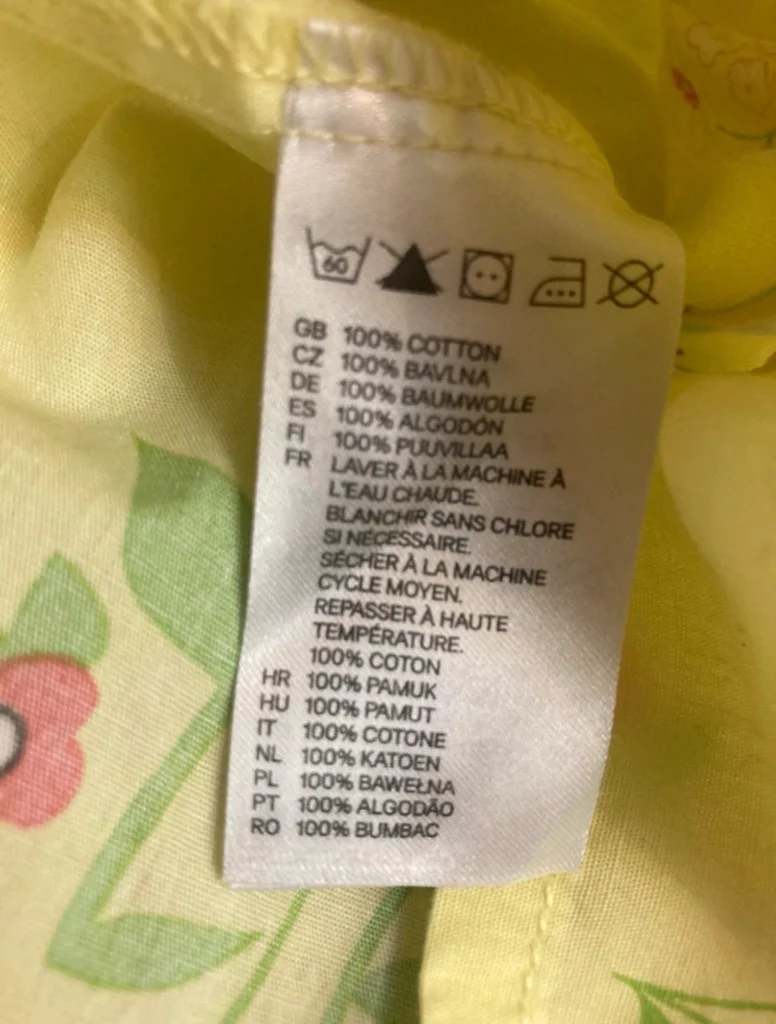 60
GB 100% COTTON
CZ 100% BAVLNA
DE 100% BAUMWOLLE
ES 100% ALGODÓN
FI 100% PUUVILLAA
FR LAVER À LA MACHINE À
L'EAU CHAUDE.
BLANCHIR SANS CHLORE
SI NÉCESSAIRE.
SÉCHER À LA MACHINE
CYCLE MOYEN.
REPASSER À HAUTE
TEMPÉRATURE.
100% COTON
HR 100% PAMUK
HU 100% PAMUT
IT 100% COTONE
NL 100% KATOEN
PL 100% BAWEŁNA
PT 100% ALGODÃO
RO 100% BUMBAC